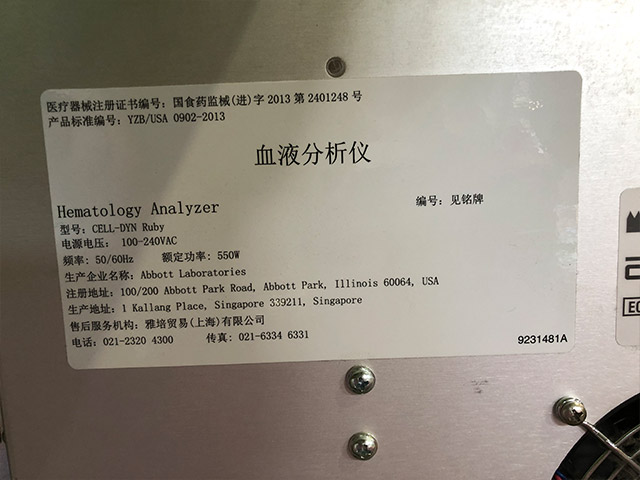 医疗器械注册证书编号: 国食药监械(进)字 2013 第 2401248 号
产品标准编号: YZB/USA 0902-2013
血液分析仪
Hematology Analyzer
编号: 见铭牌
型号: CELL-DYN Ruby
电源电压: 100-240VAC
频率: 50/60Hz 额定功率: 550W
生产企业名称: Abbott Laboratories
注册地址: 100/200 Abbott Park Road, Abbott Park, Illinois 60064, USA
生产地址: 1 Kallang Place, Singapore 339211, Singapore
售后服务机构: 雅培贸易(上海)有限公司
电话: 021-2320 4300 传真: 021-6334 6331
9231481A